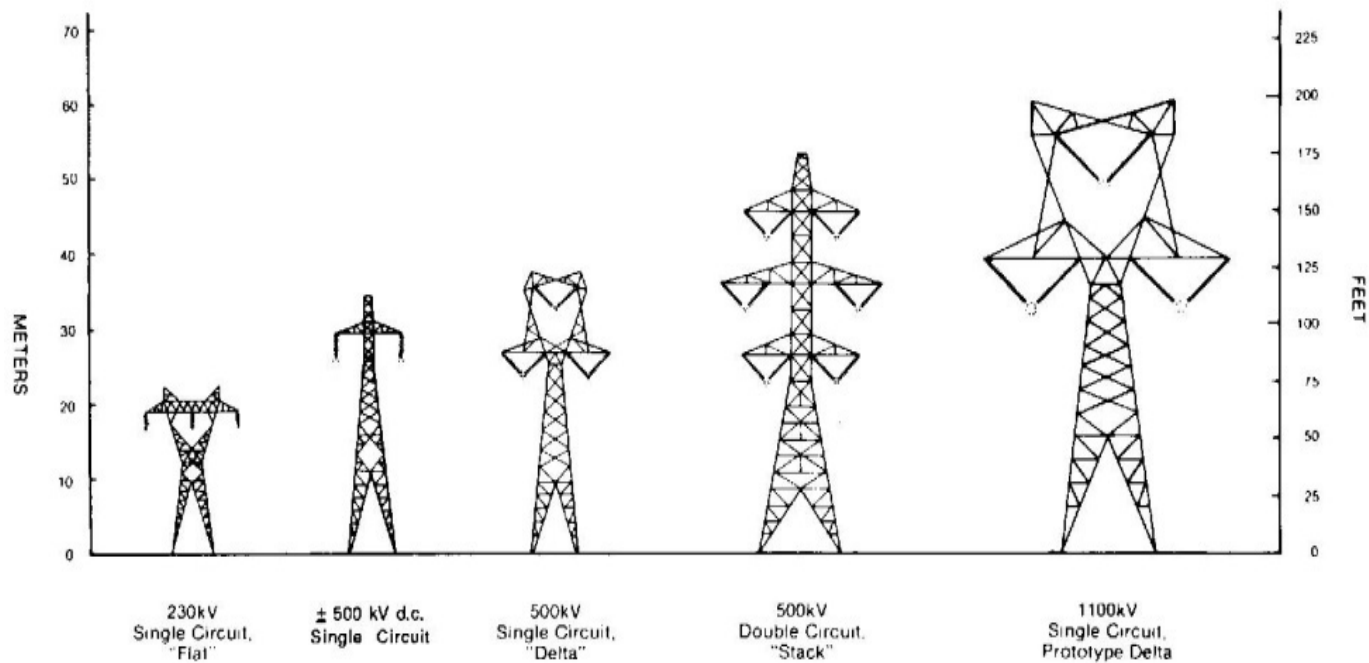 METERS
70
60
50
40
30
20
10
0
FEET
225
200
175
150
125
100
75
50
25
0
230kV
Single Circuit,
"Flat"
± 500 kV d.c.
Single Circuit
500kV
Single Circuit,
"Delta"
500kV
Double Circuit.
"Stack"
1100kV
Single Circuit,
Prototype Delta